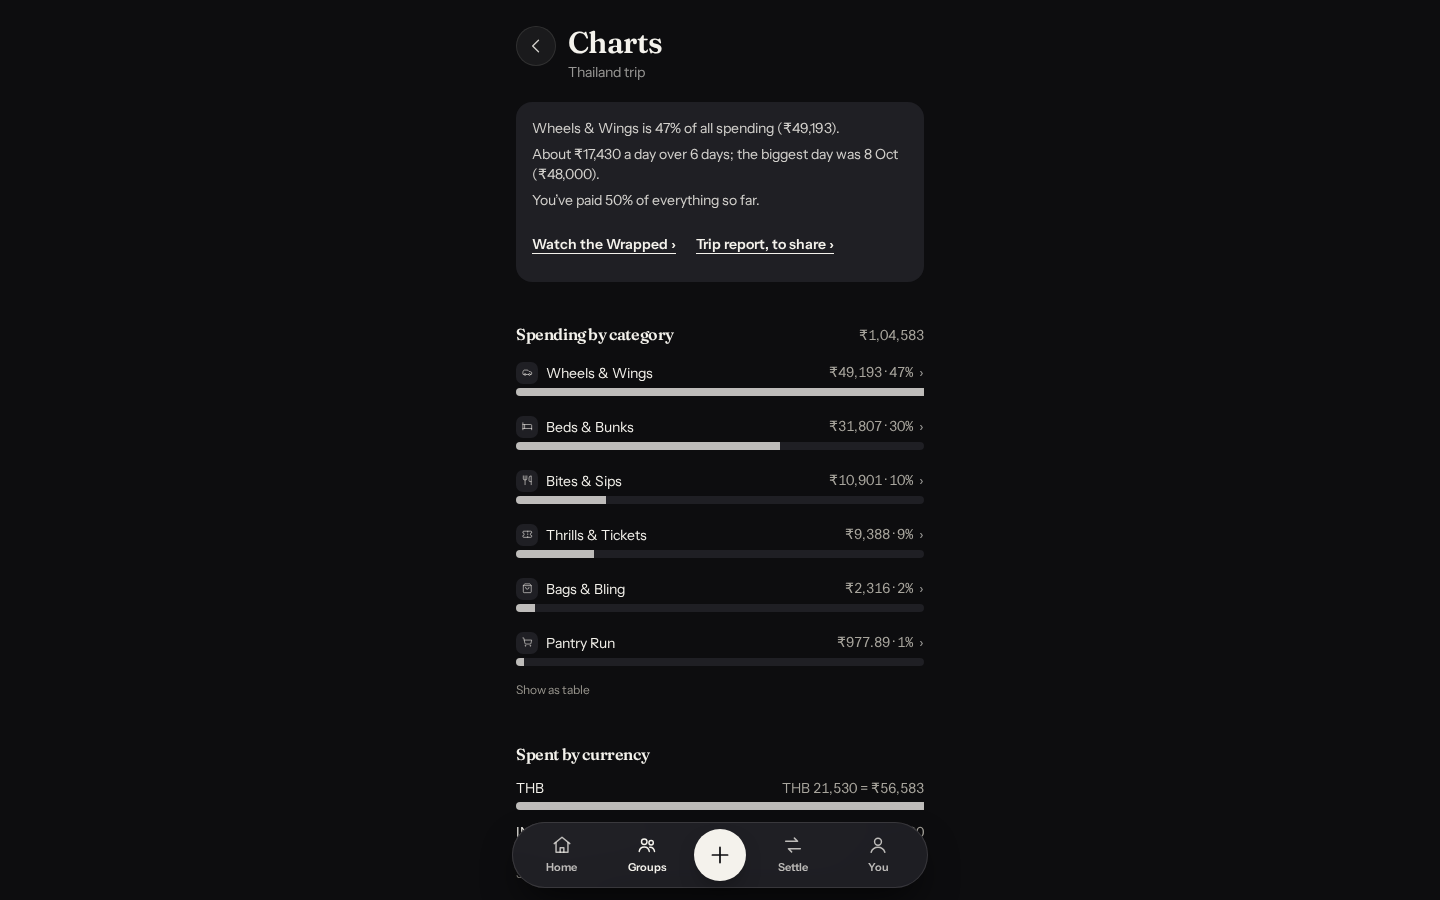 Charts
Thailand trip
Wheels & Wings is 47% of all spending (₹49,193).
About ₹17,430 a day over 6 days; the biggest day was 8 Oct
(₹48,000).
You've paid 50% of everything so far.
Watch the Wrapped › Trip report, to share ›
Spending by category ₹1,04,583
Wheels & Wings ₹49,193 · 47% ›
Beds & Bunks ₹31,807 · 30% ›
Bites & Sips ₹10,901 · 10% ›
Thrills & Tickets ₹9,388 · 9% ›
Bags & Bling ₹2,316 · 2% ›
Pantry Run ₹977.89 · 1% ›
Show as table
Spent by currency
THB THB 21,530 = ₹56,583
Home Groups Settle You